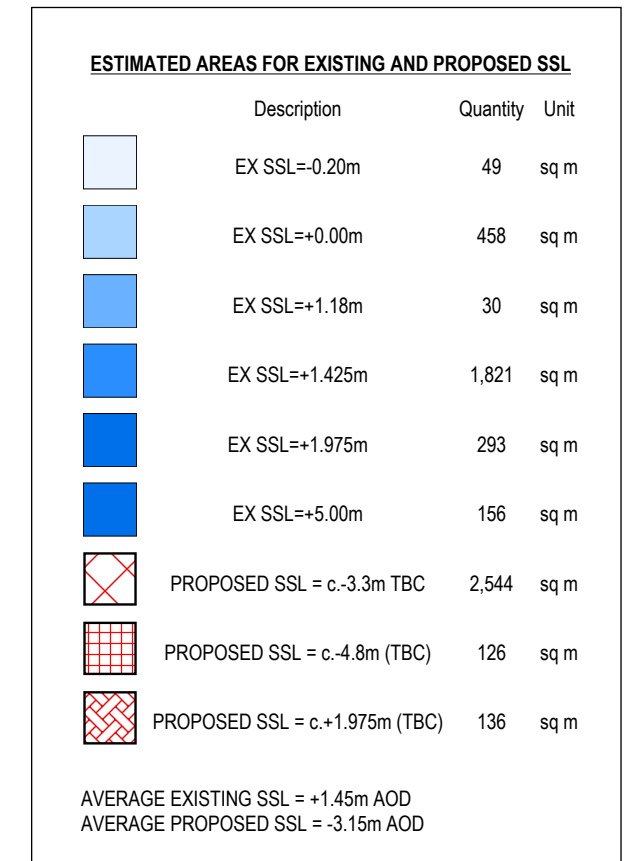 ESTIMATED AREAS FOR EXISTING AND PROPOSED SSL
Description Quantity Unit
EX SSL=-0.20m 49 sq m
EX SSL=+0.00m 458 sq m
EX SSL=+1.18m 30 sq m
EX SSL=+1.425m 1,821 sq m
EX SSL=+1.975m 293 sq m
EX SSL=+5.00m 156 sq m
PROPOSED SSL = c.-3.3m TBC 2,544 sq m
PROPOSED SSL = c.-4.8m (TBC) 126 sq m
PROPOSED SSL = c.+1.975m (TBC) 136 sq m
AVERAGE EXISTING SSL = +1.45m AOD
AVERAGE PROPOSED SSL = -3.15m AOD